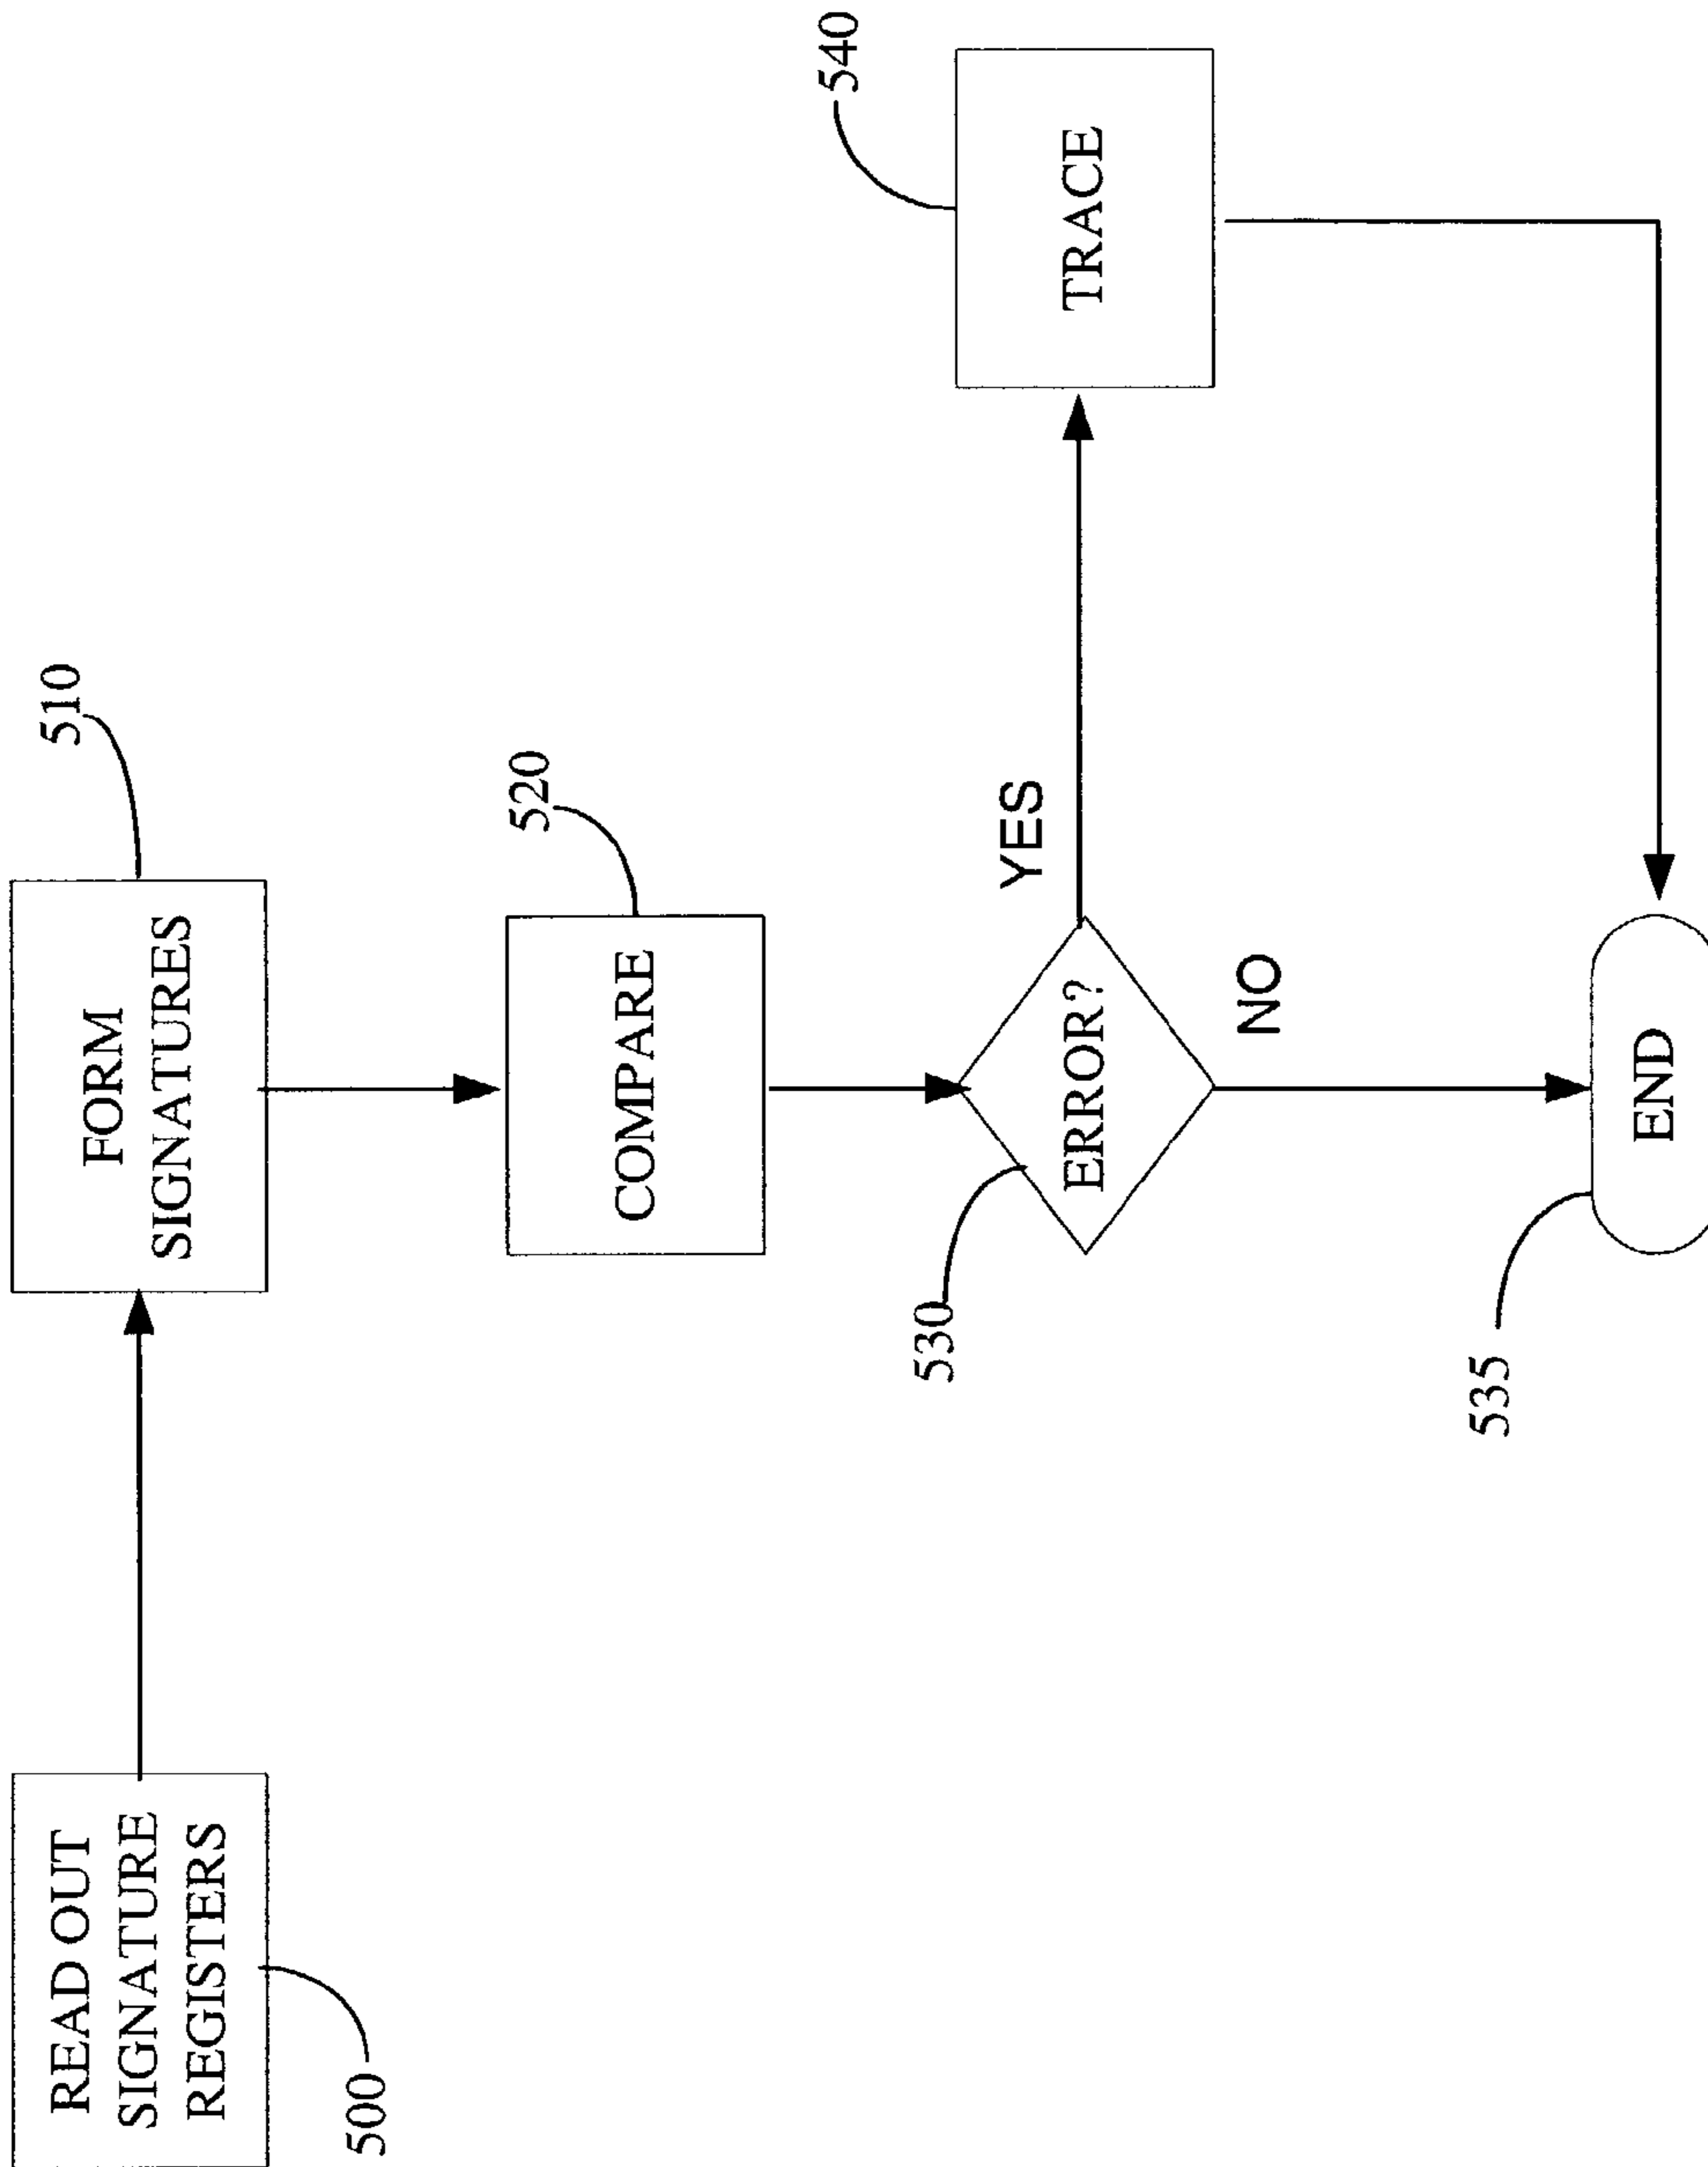 READ OUT
SIGNATURE
REGISTERS
500
FORM
SIGNATURES
510
COMPARE
520
ERROR?
530
YES
NO
TRACE
540
END
535